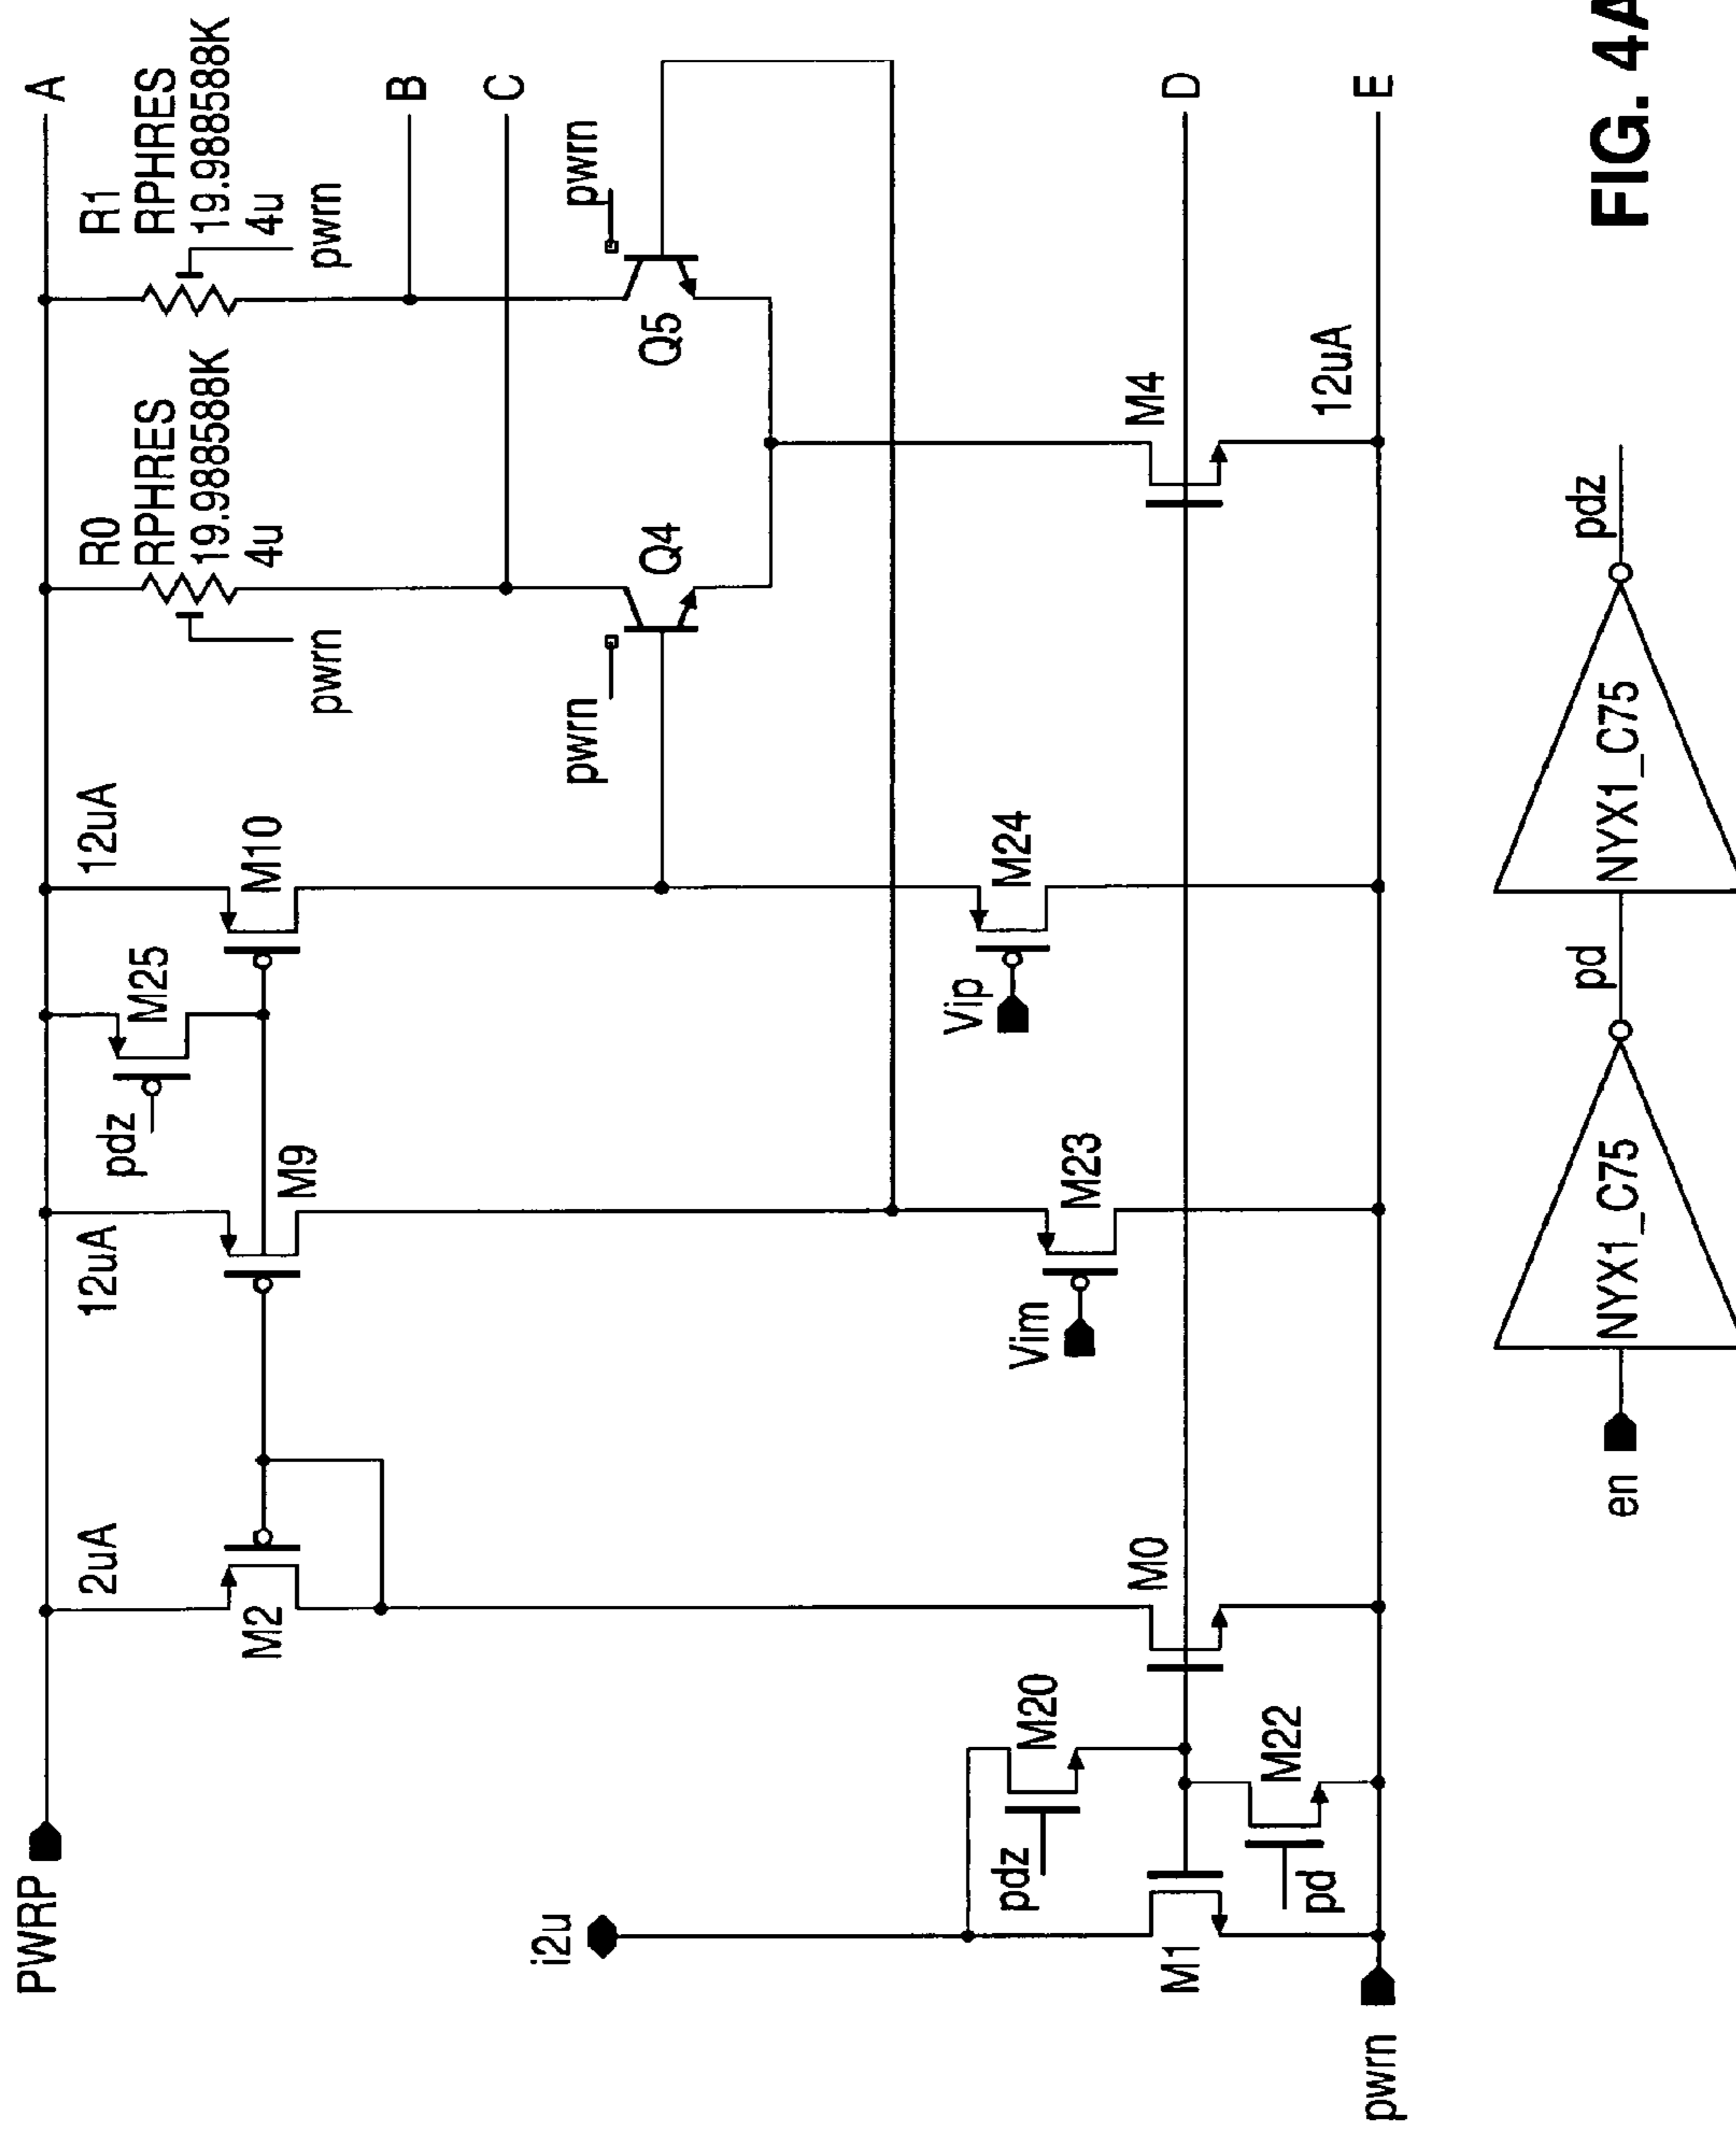 PWRP
A
2uA
M2
12uA
M9
pdz
M25
12uA
M10
R0
RPHRES
19.988588K
4u
pwrn
R1
RPHRES
19.988588K
4u
pwrn
B
C
pwrn
Q4
pwrn
Q5
i2u
pdz
M20
M1
pd
M22
M0
Vim
M23
Vip
M24
M4
D
12uA
pwrn
E
en
NYX1_C75
pd
NYX1_C75
pdz
FIG. 4A